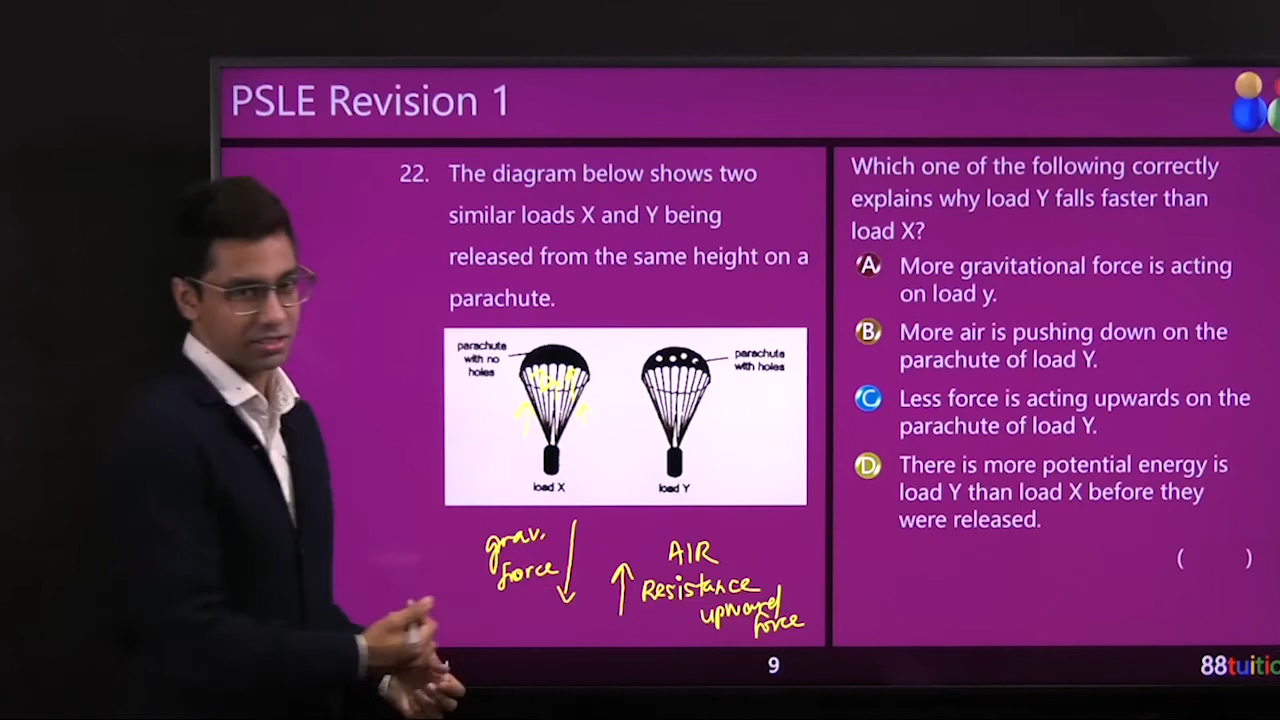 PSLE Revision 1
22. The diagram below shows two
similar loads X and Y being
released from the same height on a
parachute.
parachute
with no
holes
parachute
with holes
load X
load Y
grav.
force
AIR
Resistance
upward
force
Which one of the following correctly
explains why load Y falls faster than
load X?
A More gravitational force is acting
on load y.
B More air is pushing down on the
parachute of load Y.
C Less force is acting upwards on the
parachute of load Y.
D There is more potential energy is
load Y than load X before they
were released.
( )
9
88tuitio